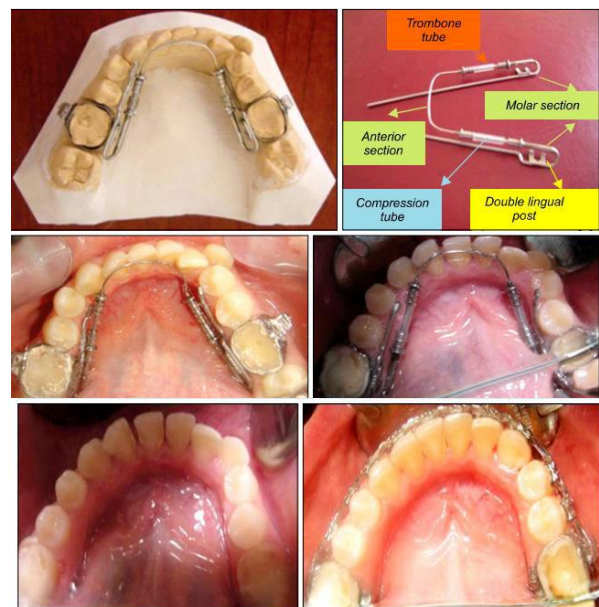 Trombone
tube
Molar section
Anterior
section
Compression
tube
Double lingual
post